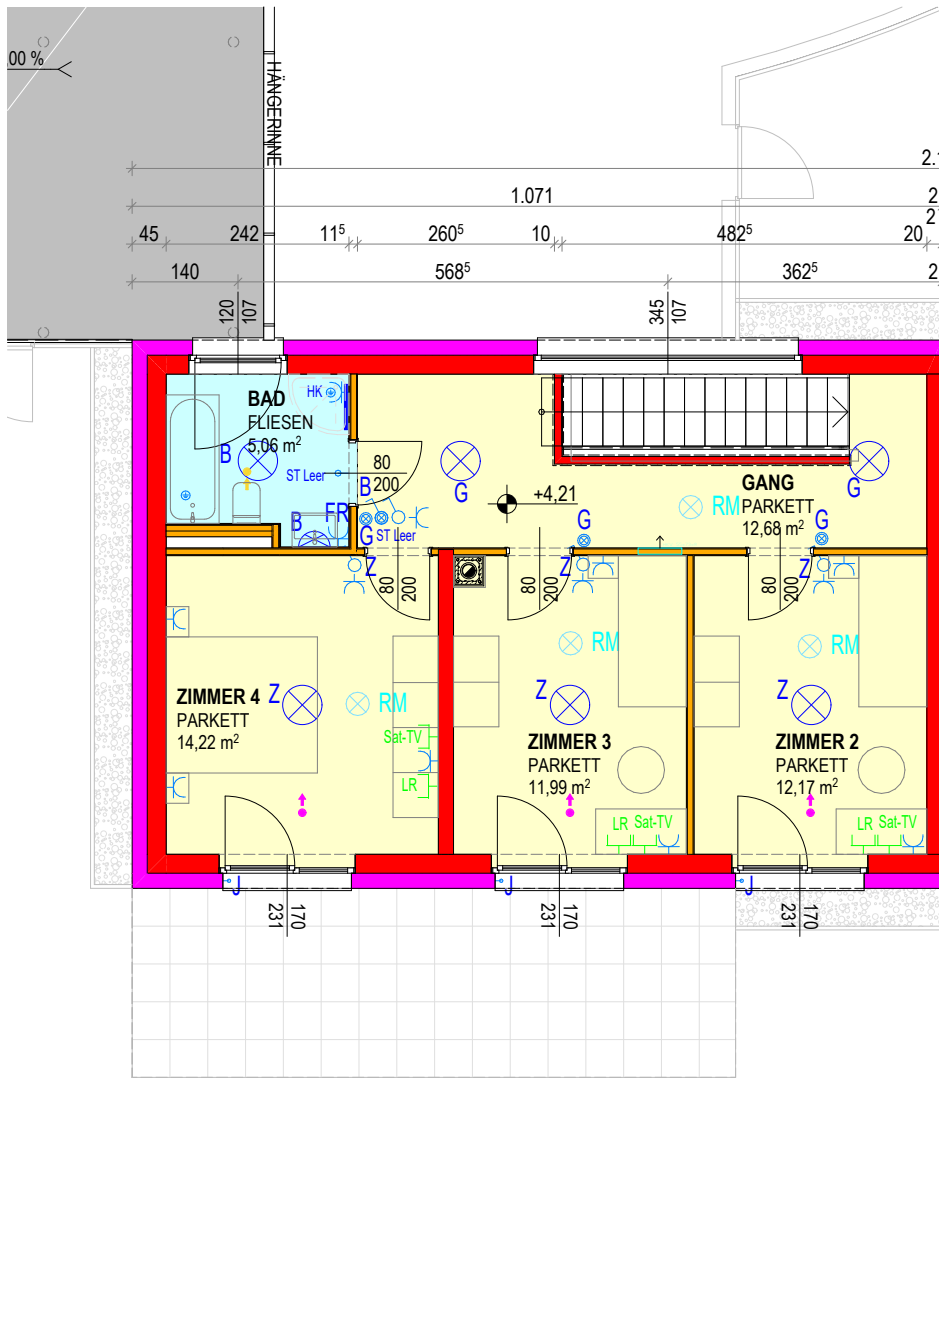 ,00 %
HÄNGERINNE
2.1
1.071
2
2
45
242
11⁵
260⁵
10
482⁵
20
140
568⁵
362⁵
2
120
107
345
107
BAD
FLIESEN
5,06 m²
HK
B
ST Leer
80
200
B
FR
B
G
ST Leer
G
+4,21
G
RM
GANG
PARKETT
12,68 m²
G
G
Z
80
200
80
200
Z
80
200
Z
RM
RM
ZIMMER 4
PARKETT
14,22 m²
Z
RM
Sat-TV
LR
Z
ZIMMER 3
PARKETT
11,99 m²
LR
Sat-TV
Z
ZIMMER 2
PARKETT
12,17 m²
LR
Sat-TV
J
J
J
170
231
170
231
170
231